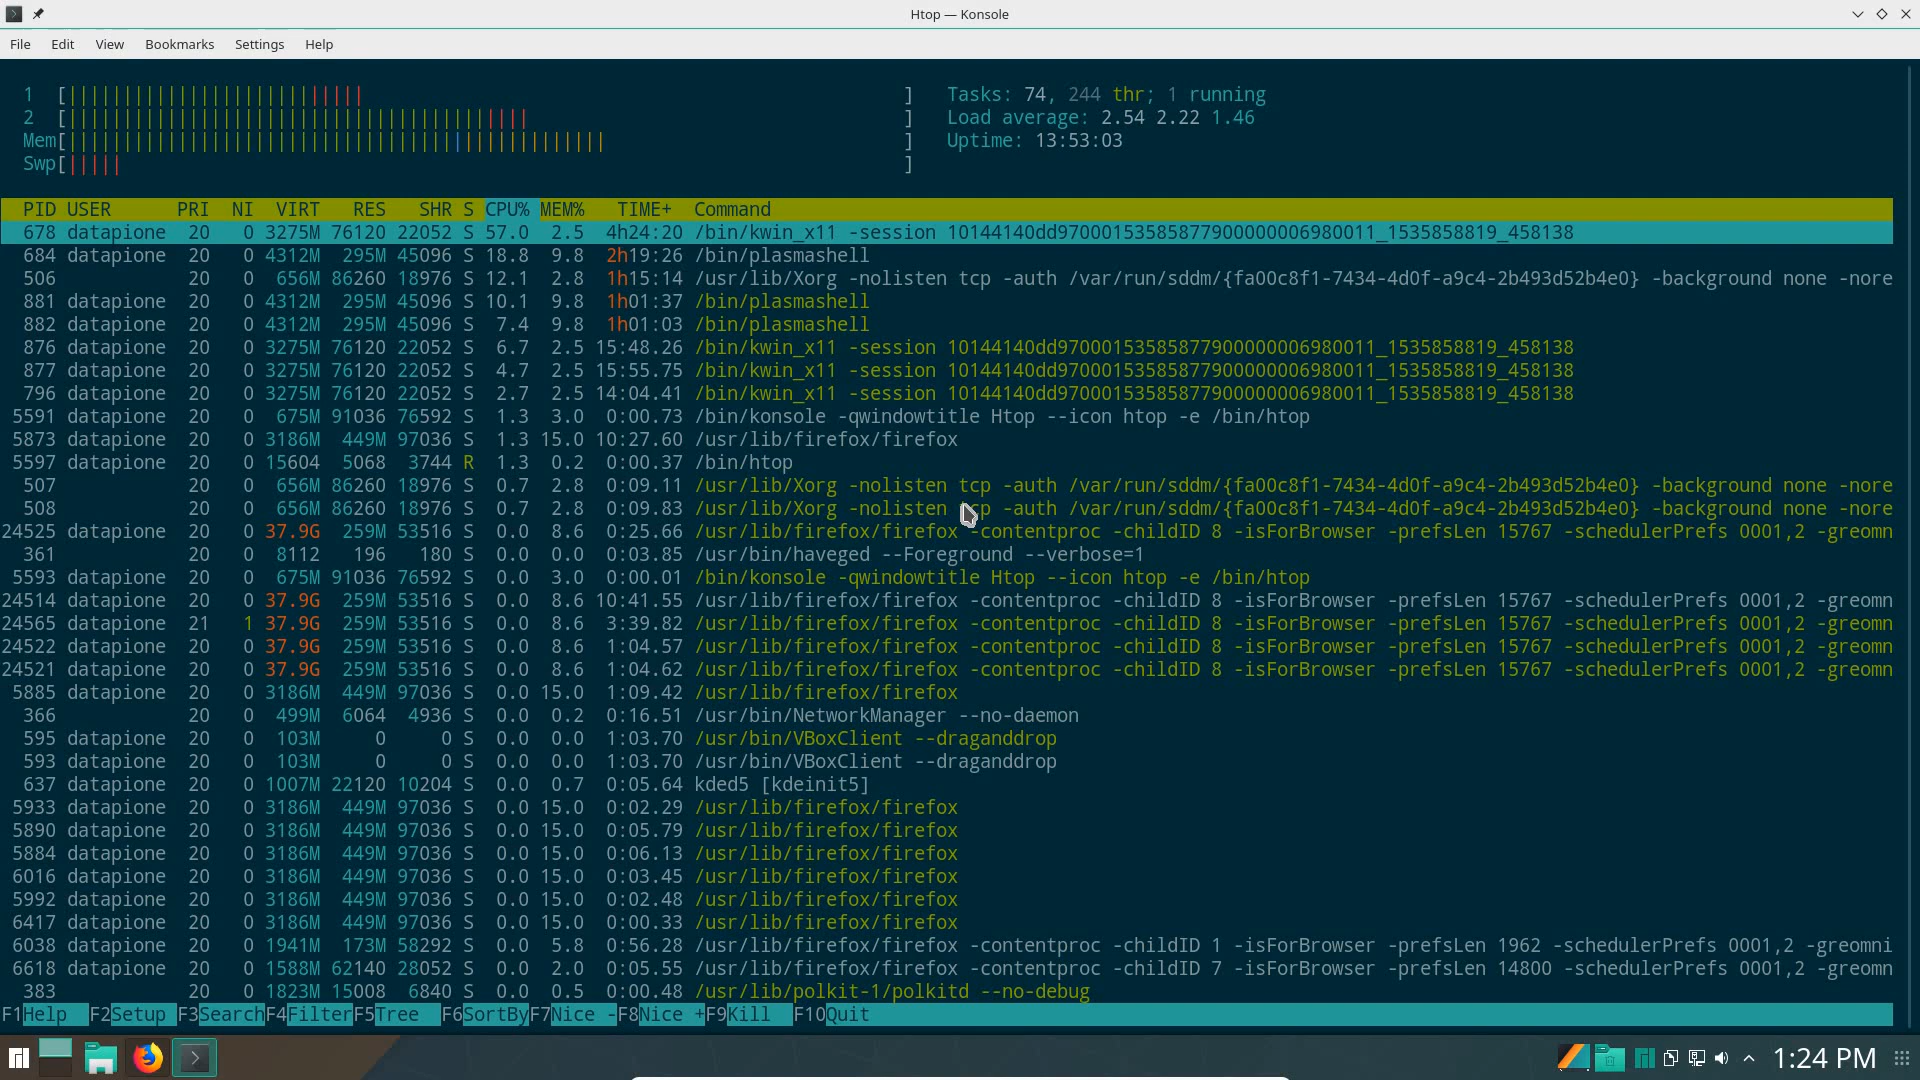 Htop — Konsole
File Edit View Bookmarks Settings Help
1 [||||||||||||||||||||||||||| ] Tasks: 74, 244 thr; 1 running
2 [|||||||||||||||||||||||||||||||||||||||||| ] Load average: 2.54 2.22 1.46
Mem[||||||||||||||||||||||||||||||||||||||||||||||||| ] Uptime: 13:53:03
Swp[||||| ]
PID USER PRI NI VIRT RES SHR S CPU% MEM% TIME+ Command
678 datapione 20 0 3275M 76120 22052 S 57.0 2.5 4h24:20 /bin/kwin_x11 -session 10144140dd97000153585877900000006980011_1535858819_458138
684 datapione 20 0 4312M 295M 45096 S 18.8 9.8 2h19:26 /bin/plasmashell
506 20 0 656M 86260 18976 S 12.1 2.8 1h15:14 /usr/lib/Xorg -nolisten tcp -auth /var/run/sddm/{fa00c8f1-7434-4d0f-a9c4-2b493d52b4e0} -background none -nore
881 datapione 20 0 4312M 295M 45096 S 10.1 9.8 1h01:37 /bin/plasmashell
882 datapione 20 0 4312M 295M 45096 S 7.4 9.8 1h01:03 /bin/plasmashell
876 datapione 20 0 3275M 76120 22052 S 6.7 2.5 15:48.26 /bin/kwin_x11 -session 10144140dd97000153585877900000006980011_1535858819_458138
877 datapione 20 0 3275M 76120 22052 S 4.7 2.5 15:55.75 /bin/kwin_x11 -session 10144140dd97000153585877900000006980011_1535858819_458138
796 datapione 20 0 3275M 76120 22052 S 2.7 2.5 14:04.41 /bin/kwin_x11 -session 10144140dd97000153585877900000006980011_1535858819_458138
5591 datapione 20 0 675M 91036 76592 S 1.3 3.0 0:00.73 /bin/konsole -qwindowtitle Htop --icon htop -e /bin/htop
5873 datapione 20 0 3186M 449M 97036 S 1.3 15.0 10:27.60 /usr/lib/firefox/firefox
5597 datapione 20 0 15604 5068 3744 R 1.3 0.2 0:00.37 /bin/htop
507 20 0 656M 86260 18976 S 0.7 2.8 0:09.11 /usr/lib/Xorg -nolisten tcp -auth /var/run/sddm/{fa00c8f1-7434-4d0f-a9c4-2b493d52b4e0} -background none -nore
508 20 0 656M 86260 18976 S 0.7 2.8 0:09.83 /usr/lib/Xorg -nolisten tcp -auth /var/run/sddm/{fa00c8f1-7434-4d0f-a9c4-2b493d52b4e0} -background none -nore
24525 datapione 20 0 37.9G 259M 53516 S 0.0 8.6 0:25.66 /usr/lib/firefox/firefox -contentproc -childID 8 -isForBrowser -prefsLen 15767 -schedulerPrefs 0001,2 -greomn
361 20 0 8112 196 180 S 0.0 0.0 0:03.85 /usr/bin/haveged --Foreground --verbose=1
5593 datapione 20 0 675M 91036 76592 S 0.0 3.0 0:00.01 /bin/konsole -qwindowtitle Htop --icon htop -e /bin/htop
24514 datapione 20 0 37.9G 259M 53516 S 0.0 8.6 10:41.55 /usr/lib/firefox/firefox -contentproc -childID 8 -isForBrowser -prefsLen 15767 -schedulerPrefs 0001,2 -greomn
24565 datapione 21 1 37.9G 259M 53516 S 0.0 8.6 3:39.82 /usr/lib/firefox/firefox -contentproc -childID 8 -isForBrowser -prefsLen 15767 -schedulerPrefs 0001,2 -greomn
24522 datapione 20 0 37.9G 259M 53516 S 0.0 8.6 1:04.57 /usr/lib/firefox/firefox -contentproc -childID 8 -isForBrowser -prefsLen 15767 -schedulerPrefs 0001,2 -greomn
24521 datapione 20 0 37.9G 259M 53516 S 0.0 8.6 1:04.62 /usr/lib/firefox/firefox -contentproc -childID 8 -isForBrowser -prefsLen 15767 -schedulerPrefs 0001,2 -greomn
5885 datapione 20 0 3186M 449M 97036 S 0.0 15.0 1:09.42 /usr/lib/firefox/firefox
366 20 0 499M 6064 4936 S 0.0 0.2 0:16.51 /usr/bin/NetworkManager --no-daemon
595 datapione 20 0 103M 0 0 S 0.0 0.0 1:03.70 /usr/bin/VBoxClient --draganddrop
593 datapione 20 0 103M 0 0 S 0.0 0.0 1:03.70 /usr/bin/VBoxClient --draganddrop
637 datapione 20 0 1007M 22120 10204 S 0.0 0.7 0:05.64 kded5 [kdeinit5]
5933 datapione 20 0 3186M 449M 97036 S 0.0 15.0 0:02.29 /usr/lib/firefox/firefox
5890 datapione 20 0 3186M 449M 97036 S 0.0 15.0 0:05.79 /usr/lib/firefox/firefox
5884 datapione 20 0 3186M 449M 97036 S 0.0 15.0 0:06.13 /usr/lib/firefox/firefox
6016 datapione 20 0 3186M 449M 97036 S 0.0 15.0 0:03.45 /usr/lib/firefox/firefox
5992 datapione 20 0 3186M 449M 97036 S 0.0 15.0 0:02.48 /usr/lib/firefox/firefox
6417 datapione 20 0 3186M 449M 97036 S 0.0 15.0 0:00.33 /usr/lib/firefox/firefox
6038 datapione 20 0 1941M 173M 58292 S 0.0 5.8 0:56.28 /usr/lib/firefox/firefox -contentproc -childID 1 -isForBrowser -prefsLen 1962 -schedulerPrefs 0001,2 -greomni
6618 datapione 20 0 1588M 62140 28052 S 0.0 2.0 0:05.55 /usr/lib/firefox/firefox -contentproc -childID 7 -isForBrowser -prefsLen 14800 -schedulerPrefs 0001,2 -greomn
383 20 0 1823M 15008 6840 S 0.0 0.5 0:00.48 /usr/lib/polkit-1/polkitd --no-debug
F1Help F2Setup F3SearchF4FilterF5Tree F6SortByF7Nice -F8Nice +F9Kill F10Quit
1:24 PM